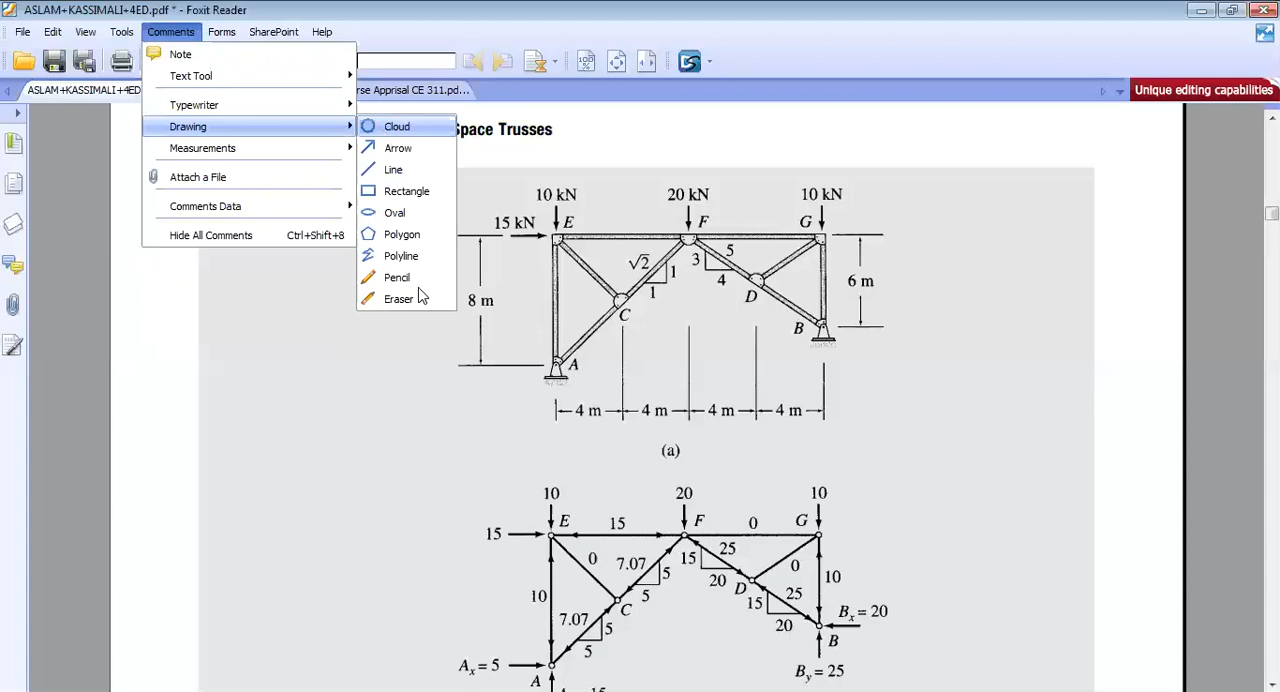 ASLAM+KASSIMALI+4ED.pdf * - Foxit Reader
File Edit View Tools Comments Forms SharePoint Help
ASLAM+KASSIMALI+4ED
rse Apprisal CE 311.pd...
Unique editing capabilities
Note
Text Tool
Typewriter
Drawing
Measurements
Attach a File
Comments Data
Hide All Comments Ctrl+Shift+8
Cloud
Arrow
Line
Rectangle
Oval
Polygon
Polyline
Pencil
Eraser
Space Trusses
10 kN 20 kN 10 kN
15 kN E F G
√2 1 3 5
1 4
8 m C D 6 m
B
A
4 m 4 m 4 m 4 m
(a)
10 20 10
E 15 F 0 G
15
0 7.07 5 15 25 0
5 20 D 10
10 C 15 25
7.07 5 20 Bx = 20
5 B
Ax = 5 By = 25
A